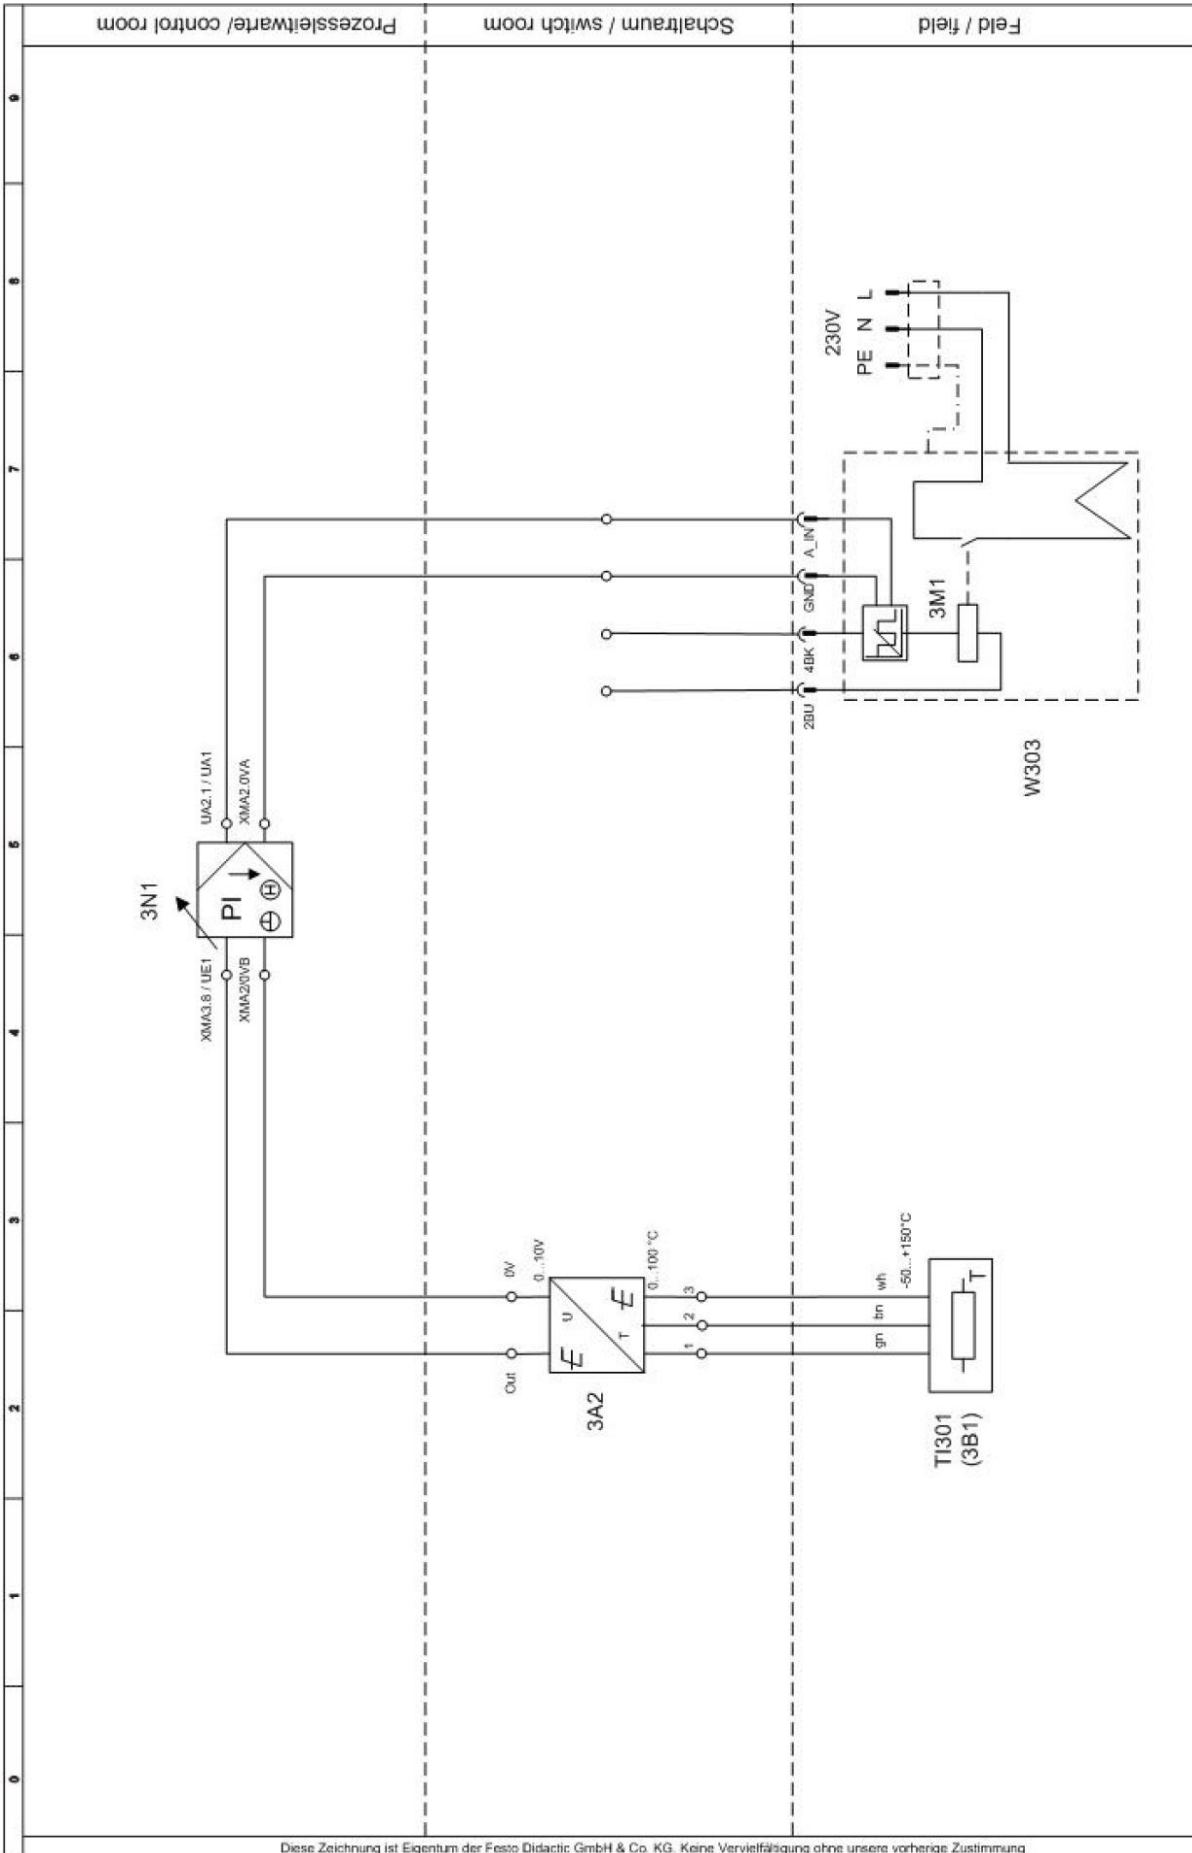 Prozessleitwarte/ control room
Schaltraum / switch room
Feld / field
0
1
2
3
4
5
6
7
8
9
3N1
PI
H
XMA3.8 / UE1
XMA2/0VB
UA2.1 / UA1
XMA2.0VA
Out
0V
0...10V
U
T
0...100 °C
3A2
1
2
3
gn
bn
wh
-50...+150°C
T
TI301
(3B1)
2BU
4BK
GND
A_IN
3M1
W303
230V
PE
N
L
Diese Zeichnung ist Eigentum der Festo Didactic GmbH & Co. KG. Keine Vervielfältigung ohne unsere vorherige Zustimmung